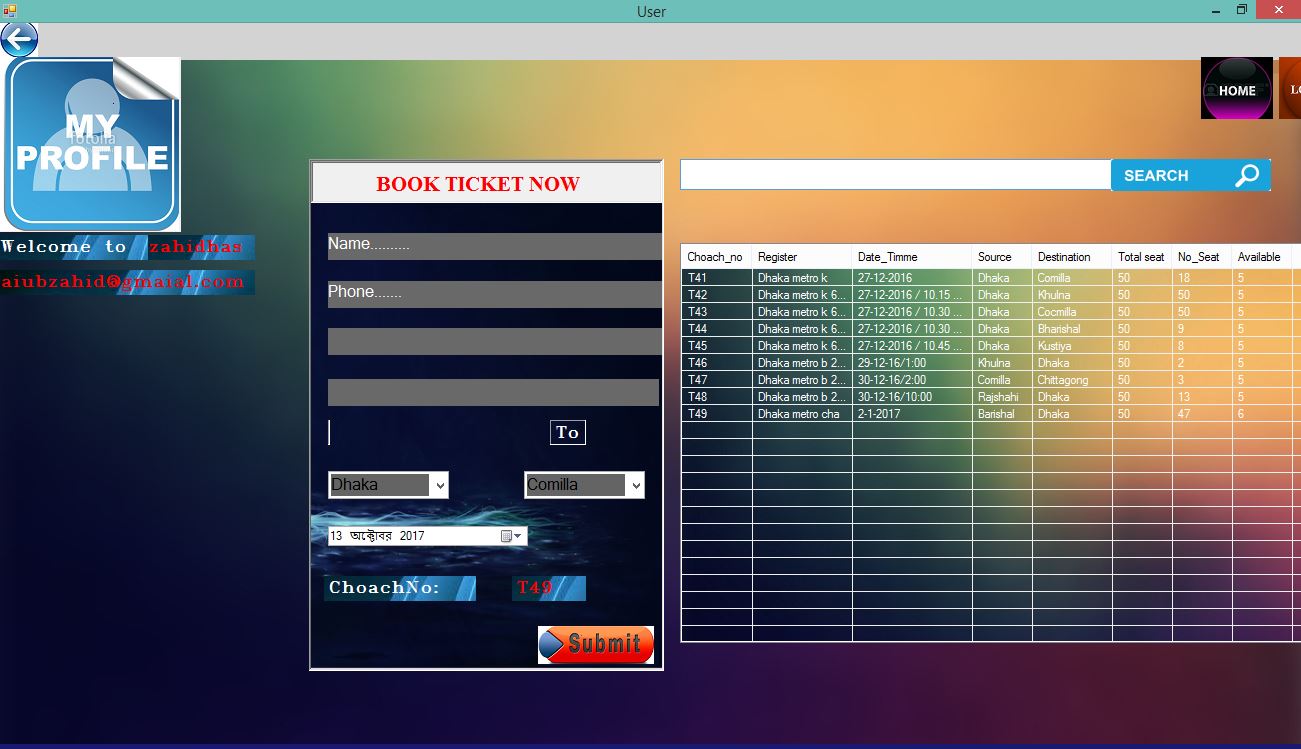 User
HOME
LO
MY
fotolia
PROFILE
Welcome to zahidhas
aiubzahid@gmaial.com
BOOK TICKET NOW
Name..........
Phone.......
To
Dhaka Comilla
13 অক্টোবর 2017
ChoachNo: T49
Submit
SEARCH
Choach_no Register Date_Timme Source Destination Total seat No_Seat Available
T41 Dhaka metro k 27-12-2016 Dhaka Comilla 50 18 5
T42 Dhaka metro k 6... 27-12-2016 / 10.15 ... Dhaka Khulna 50 50 5
T43 Dhaka metro k 6... 27-12-2016 / 10.30 ... Dhaka Cocmilla 50 50 5
T44 Dhaka metro k 6... 27-12-2016 / 10.30 ... Dhaka Bharishal 50 9 5
T45 Dhaka metro k 6... 27-12-2016 / 10.45 ... Dhaka Kustiya 50 8 5
T46 Dhaka metro b 2... 29-12-16/1:00 Khulna Dhaka 50 2 5
T47 Dhaka metro b 2... 30-12-16/2:00 Comilla Chittagong 50 3 5
T48 Dhaka metro b 2... 30-12-16/10:00 Rajshahi Dhaka 50 13 5
T49 Dhaka metro cha 2-1-2017 Barishal Dhaka 50 47 6